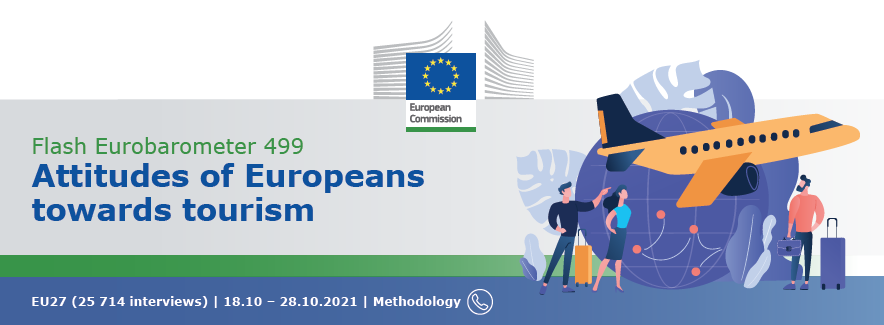 European
Commission
Flash Eurobarometer 499
Attitudes of Europeans
towards tourism
EU27 (25 714 interviews) | 18.10 – 28.10.2021 | Methodology